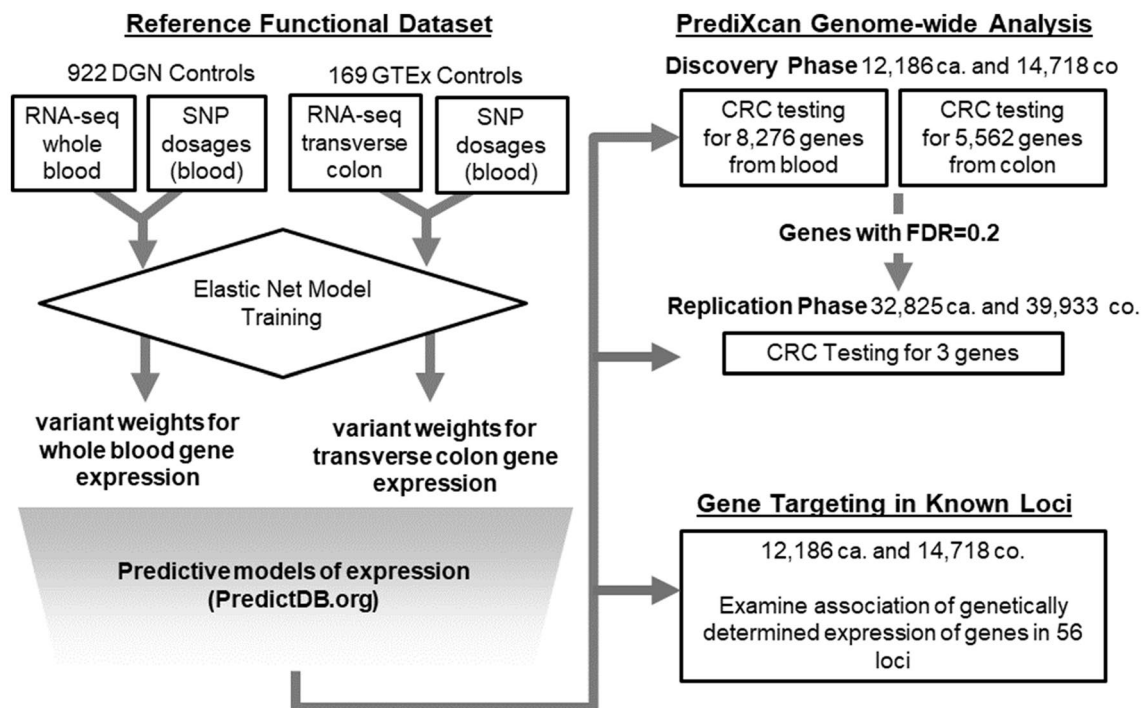 Reference Functional Dataset
922 DGN Controls
169 GTEx Controls
RNA-seq
whole
blood
SNP
dosages
(blood)
RNA-seq
transverse
colon
SNP
dosages
(blood)
Elastic Net Model
Training
variant weights for
whole blood gene
expression
variant weights for
transverse colon gene
expression
Predictive models of expression
(PredictDB.org)
PrediXcan Genome-wide Analysis
Discovery Phase 12,186 ca. and 14,718 co
CRC testing
for 8,276 genes
from blood
CRC testing
for 5,562 genes
from colon
Genes with FDR=0.2
Replication Phase 32,825 ca. and 39,933 co.
CRC Testing for 3 genes
Gene Targeting in Known Loci
12,186 ca. and 14,718 co.
Examine association of genetically
determined expression of genes in 56
loci